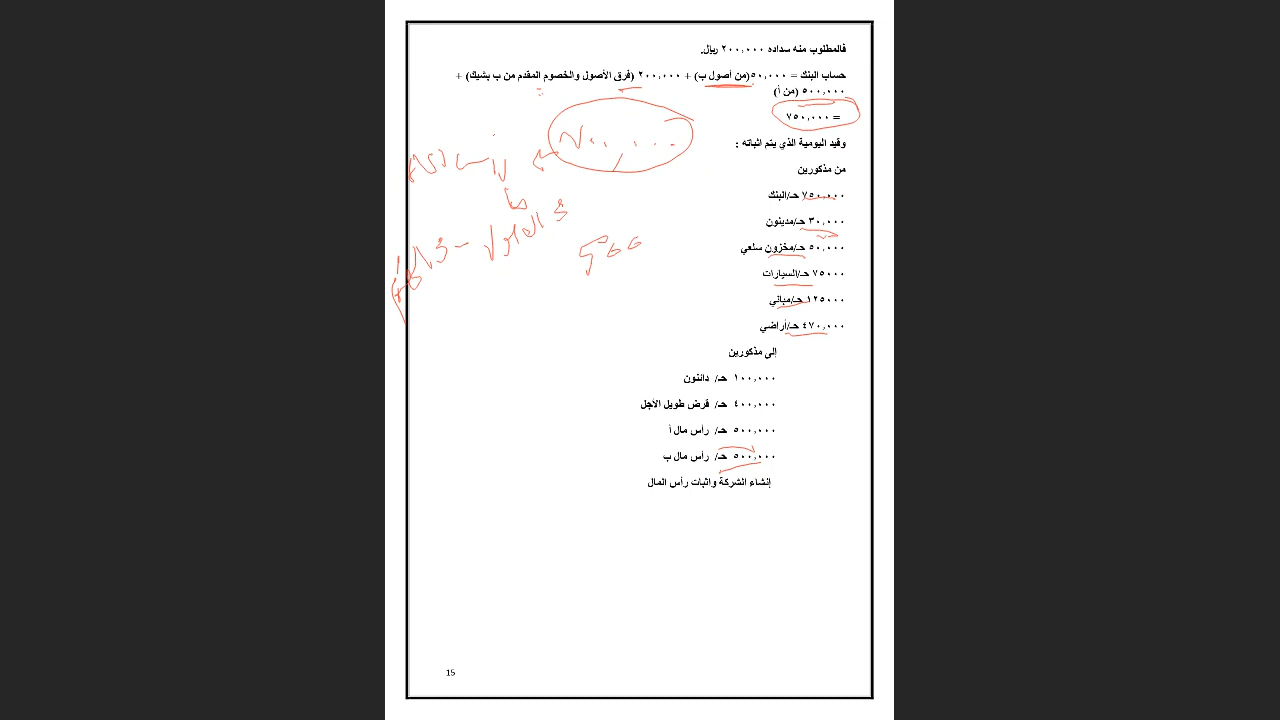 فالمطلوب منه سداده ٢٠٠,٠٠٠ ريال.
حساب البنك = ٥٠,٠٠٠(من أصول ب) + ٢٠٠,٠٠٠ (فرق الأصول والخصوم المقدم من ب بشيك) +
٥٠٠,٠٠٠ (من أ)
= ٧٥٠,٠٠٠
وقيد اليومية الذي يتم اثباته :
من مذكورين
٧٥٠,٠٠٠ حـ/البنك
٣٠,٠٠٠ حـ/مدينون
٥٠,٠٠٠ حـ/مخزون سلعي
٧٥٠٠٠ حـ/السيارات
١٢٥٠٠٠ حـ/مباني
٤٧٠,٠٠٠ حـ/أراضي
إلى مذكورين
١٠٠,٠٠٠ حـ/ دائنون
٤٠٠,٠٠٠ حـ/ قرض طويل الأجل
٥٠٠,٠٠٠ حـ/ رأس مال أ
٥٠٠,٠٠٠ حـ/ رأس مال ب
إنشاء الشركة واثبات رأس المال
15